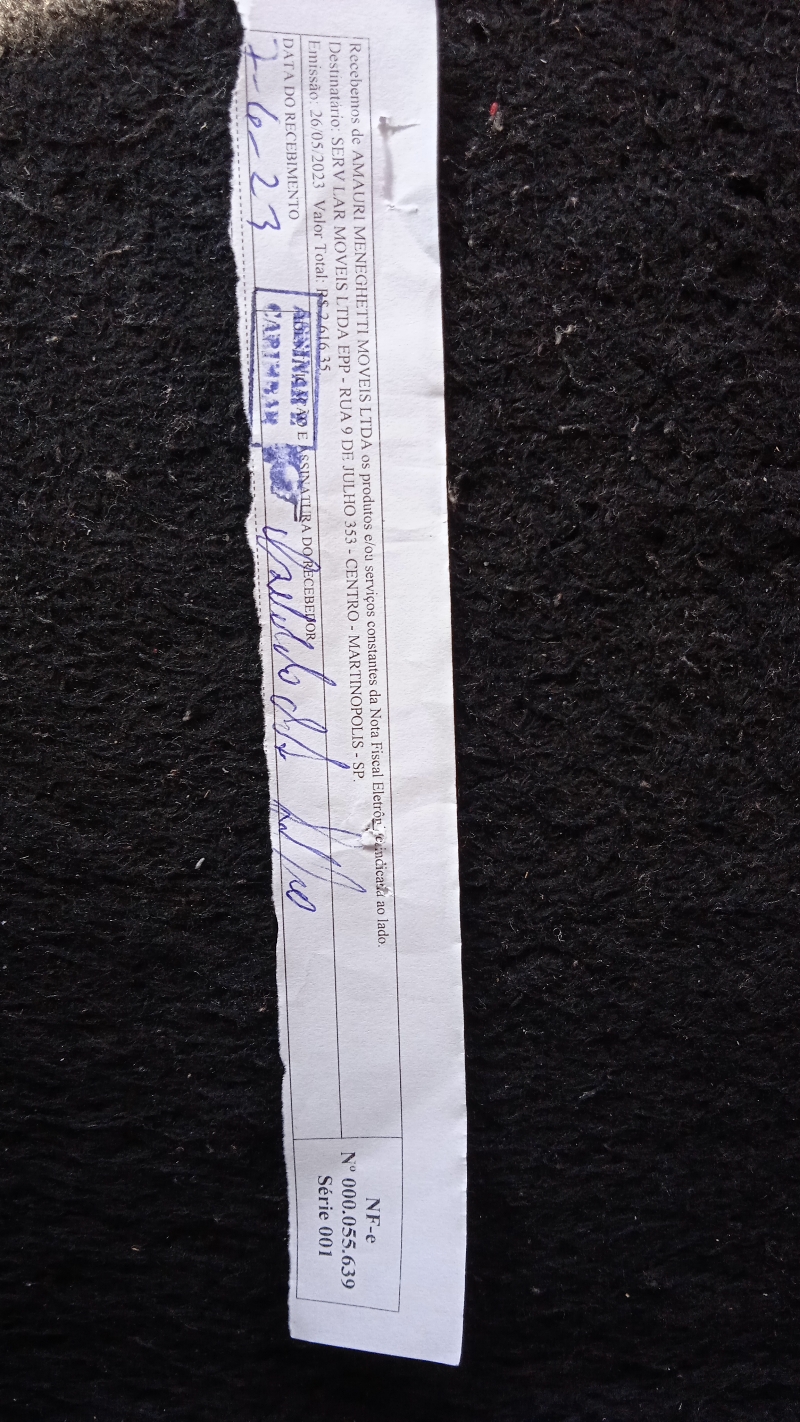 Recebemos de AMAURI MENEGHETTI MOVEIS LTDA os produtos e/ou serviços constantes da Nota Fiscal Eletrônica indicada ao lado.
Destinatário: SERV LAR MOVEIS LTDA EPP - RUA 9 DE JULHO 353 - CENTRO - MARTINOPOLIS - SP.
Emissão: 26/05/2023 Valor Total: R$ 2.616,35
DATA DO RECEBIMENTO
E ASSINATURA DO RECEBEDOR
7-6-23
NF-e
Nº 000.055.639
Série 001